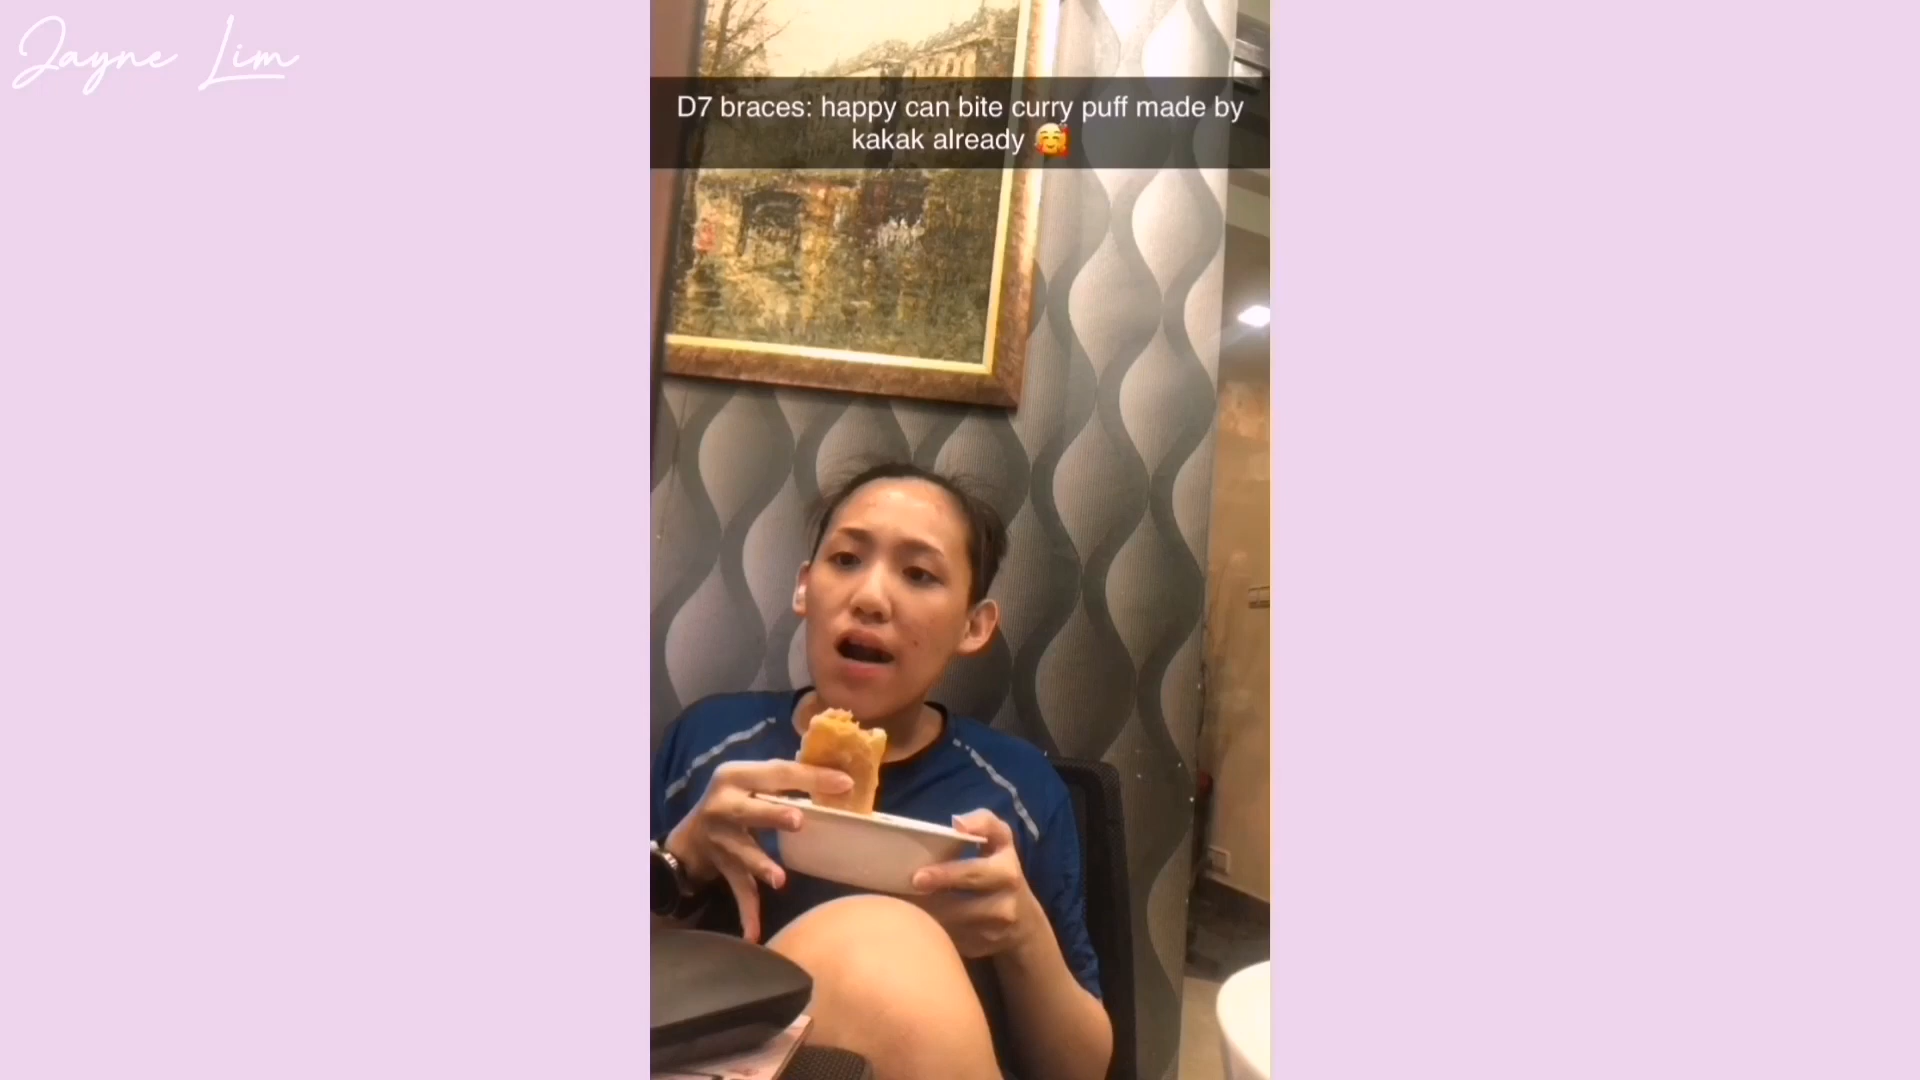 Jayne Lim
D7 braces: happy can bite curry puff made by
kakak already 🥰